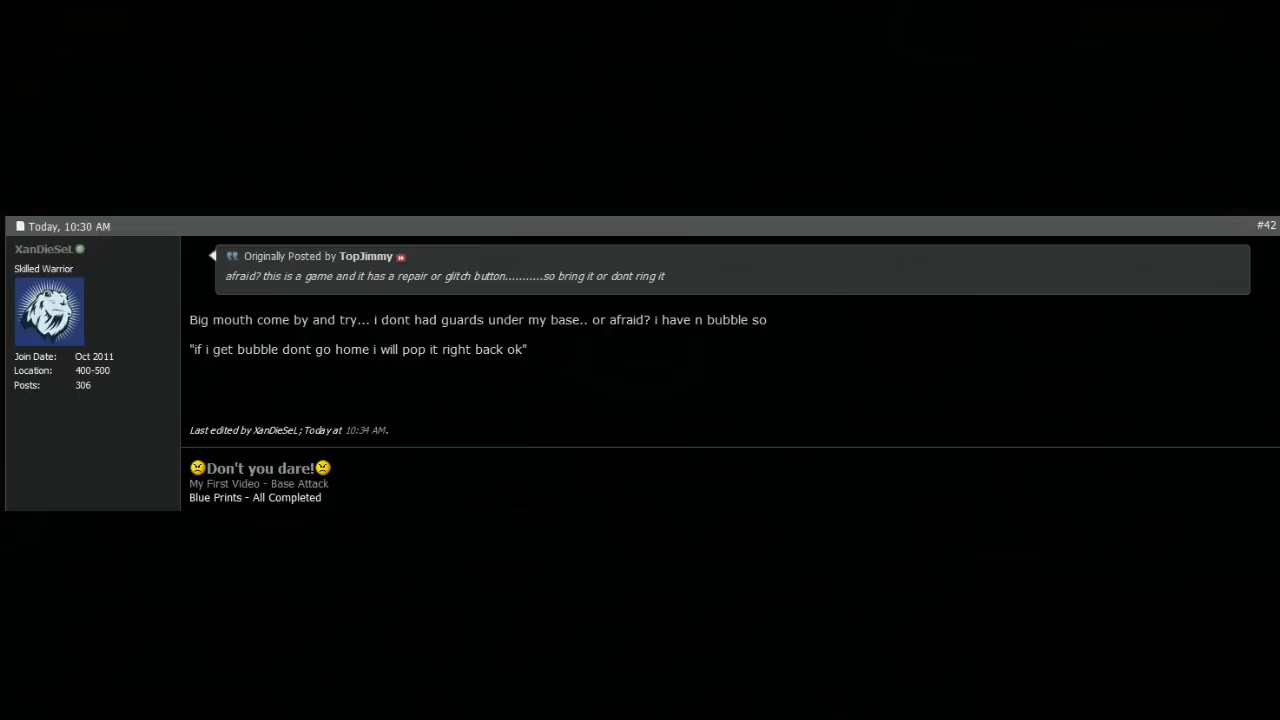 Today, 10:30 AM
#42
XanDieSeL
Skilled Warrior
Join Date: Oct 2011
Location: 400-500
Posts: 306
Originally Posted by TopJimmy
afraid? this is a game and it has a repair or glitch button...........so bring it or dont ring it
Big mouth come by and try... i dont had guards under my base.. or afraid? i have n bubble so
"if i get bubble dont go home i will pop it right back ok"
Last edited by XanDieSeL; Today at 10:34 AM.
Don't you dare!
My First Video - Base Attack
Blue Prints - All Completed